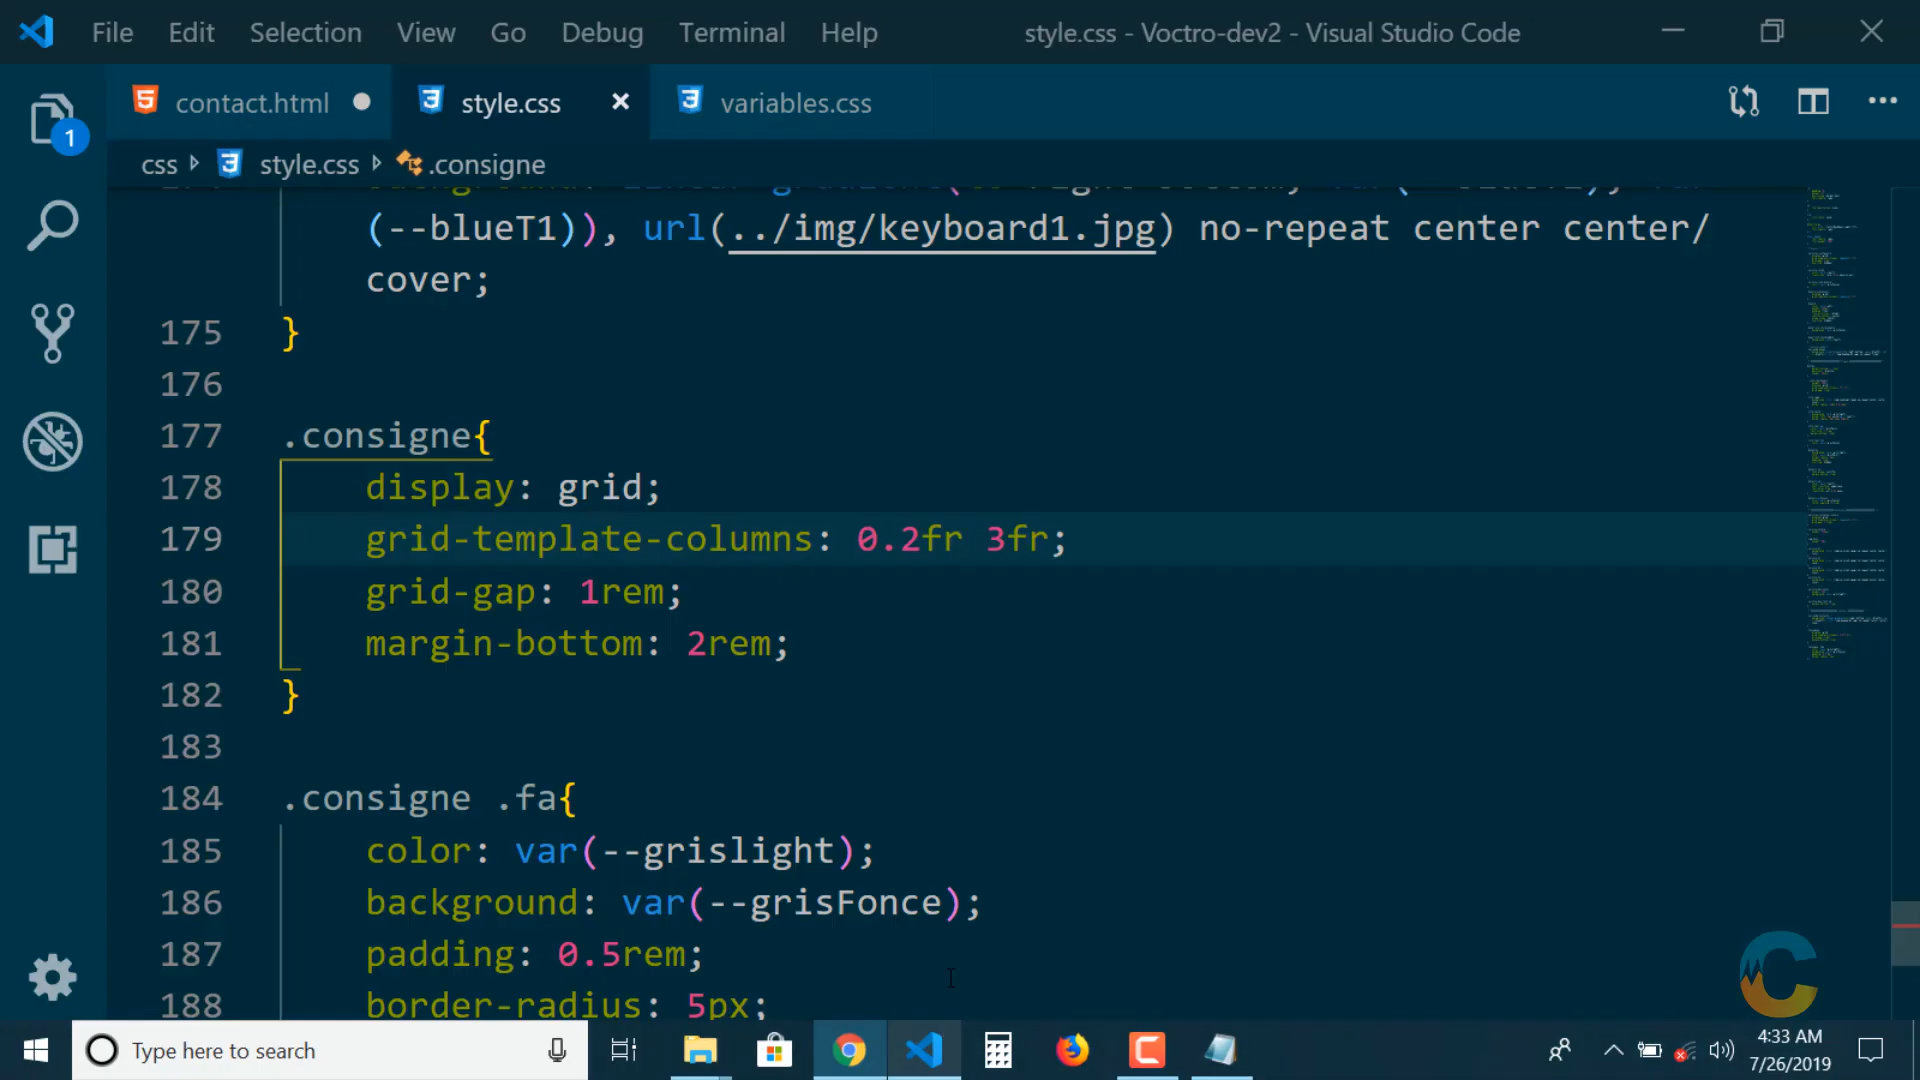 File Edit Selection View Go Debug Terminal Help
style.css - Voctro-dev2 - Visual Studio Code
contact.html
style.css
variables.css
1
css
style.css
.consigne
(--blueT1)), url(../img/keyboard1.jpg) no-repeat center center/
cover;
175 }
176
177 .consigne{
178 display: grid;
179 grid-template-columns: 0.2fr 3fr;
180 grid-gap: 1rem;
181 margin-bottom: 2rem;
182 }
183
184 .consigne .fa{
185 color: var(--grislight);
186 background: var(--grisFonce);
187 padding: 0.5rem;
188 border-radius: 5px;
Type here to search
4:33 AM
7/26/2019